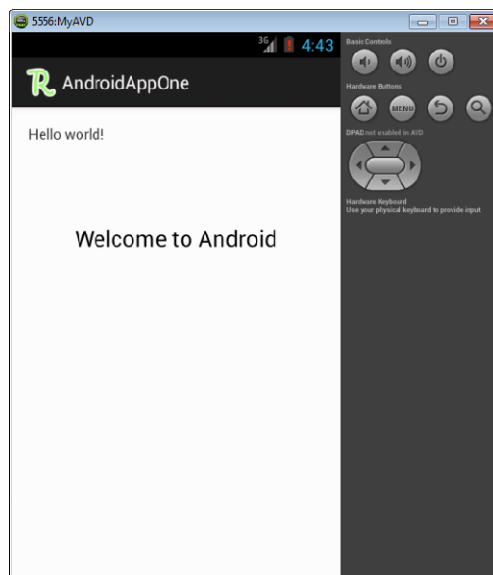 5556:MyAVD
3G 4:43
R AndroidAppOne
Hello world!
Welcome to Android
Basic Controls
Hardware Buttons
MENU
DPAD not enabled in AVD
Hardware Keyboard
Use your physical keyboard to provide input